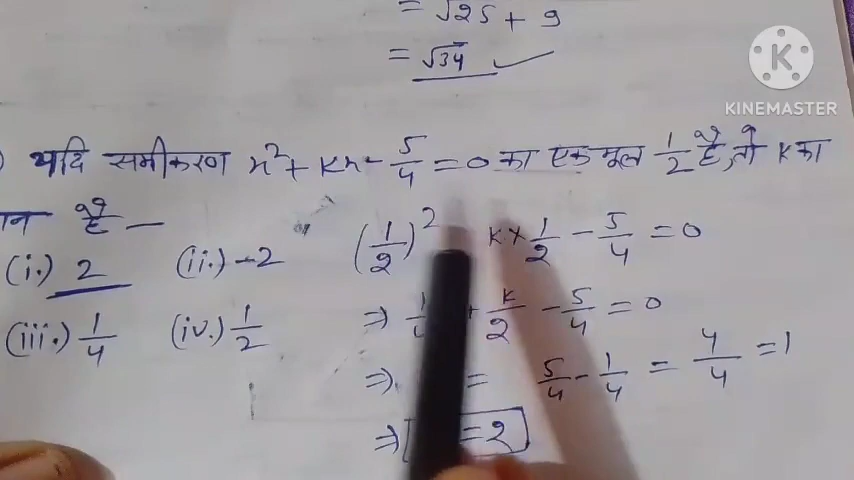 = √25 + 9
= √34 ✓
K
KINEMASTER
) यदि समीकरण x² + kx - 5/4 = 0 का एक मूल 1/2 है, तो k का
मान है —
(i.) 2 (ii.) -2
(iii.) 1/4 (iv.) 1/2
(1/2)² k × 1/2 - 5/4 = 0
⇒ 1/4 + k/2 - 5/4 = 0
⇒ = 5/4 - 1/4 = 4/4 = 1
⇒ = 2